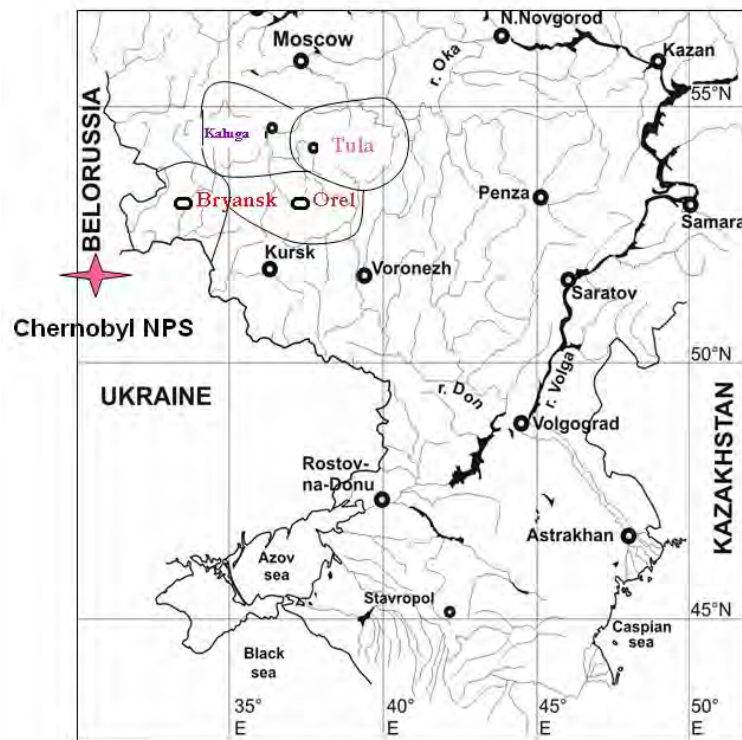 N.Novgorod
Moscow
Kazan
r. Oka
55°N
BELORUSSIA
Kaluga
Tula
Bryansk
Orel
Penza
Samara
Kursk
Voronezh
Saratov
Chernobyl NPS
50°N
UKRAINE
r. Don
r. Volga
KAZAKHSTAN
Volgograd
Rostov-
na-Donu
Astrakhan
Azov
sea
Stavropol
45°N
Caspian
sea
Black
sea
35° 40° 45° 50°
E E E E